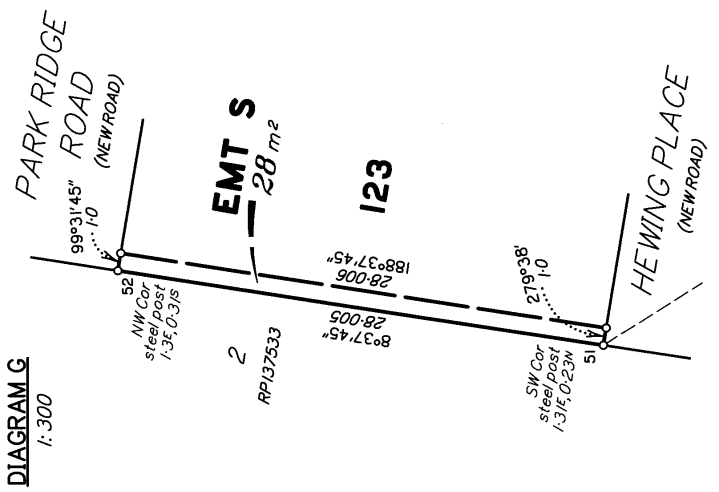 DIAGRAM G
1:300
PARK RIDGE
ROAD
(NEW ROAD)
99°31'45"
1·0
52
NW Cor
steel post
1·3E, 0·31S
EMT S
28 m²
123
2
RP137533
8°37'45"
28·005
28·006
188°37'45"
279°38'
1·0
51
SW Cor
steel post
1·31E, 0·23N
HEWING PLACE
(NEW ROAD)